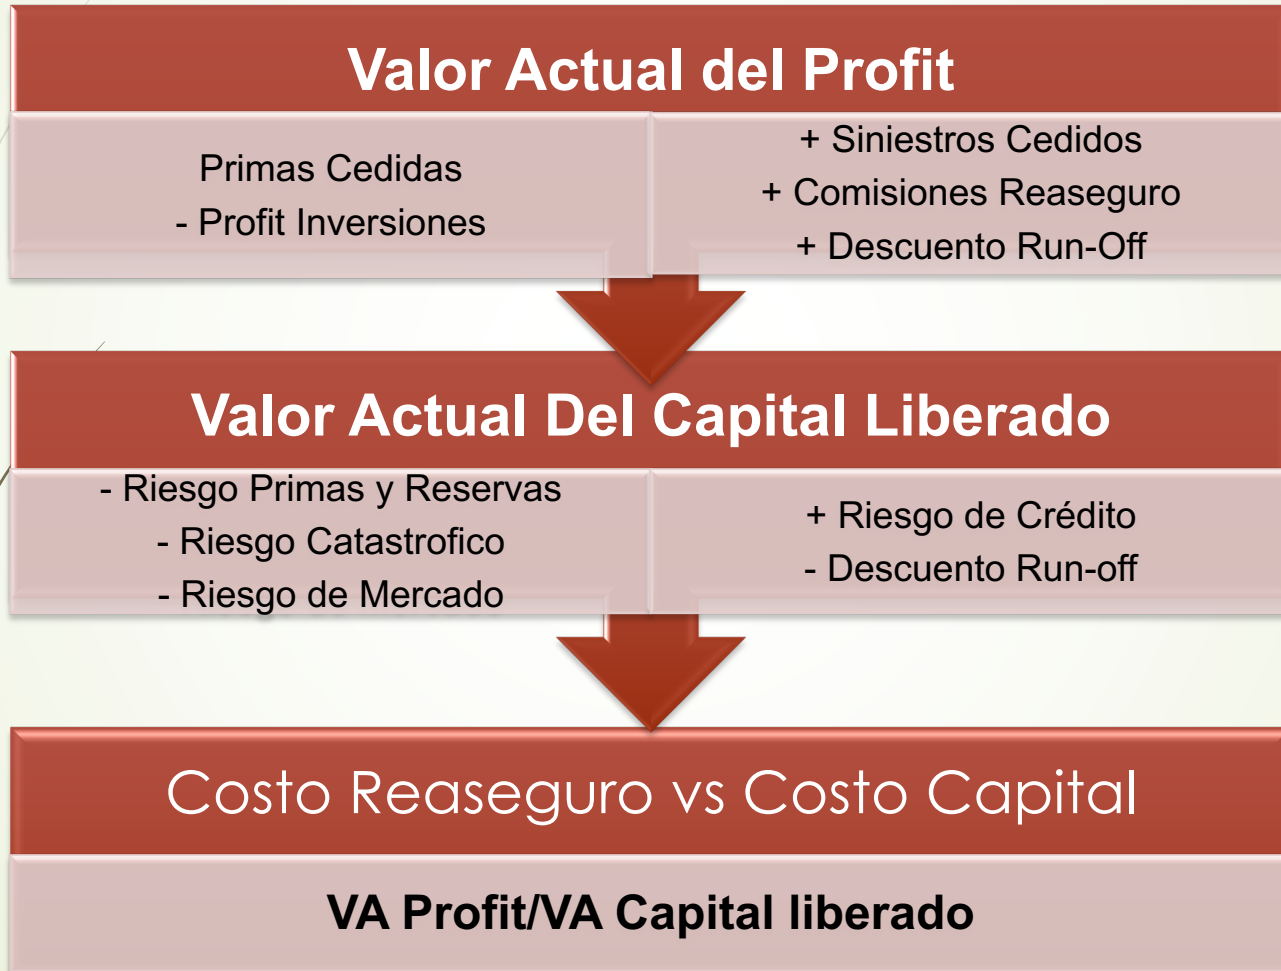 Valor Actual del Profit
Primas Cedidas
- Profit Inversiones
+ Siniestros Cedidos
+ Comisiones Reaseguro
+ Descuento Run-Off
Valor Actual Del Capital Liberado
- Riesgo Primas y Reservas
- Riesgo Catastrofico
- Riesgo de Mercado
+ Riesgo de Crédito
- Descuento Run-off
Costo Reaseguro vs Costo Capital
VA Profit/VA Capital liberado